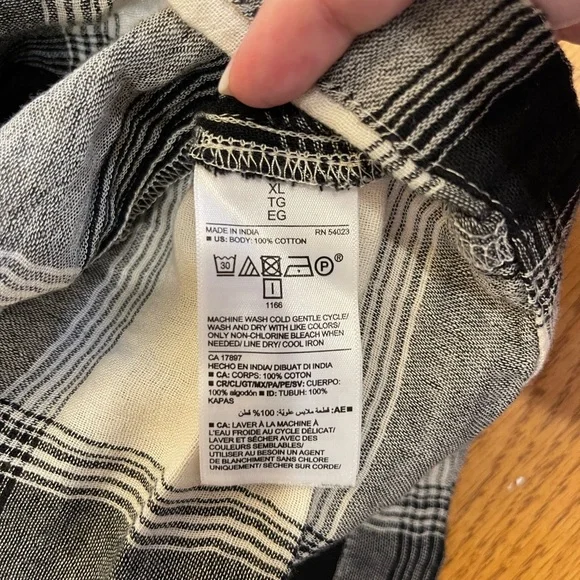 XL
TG
EG
MADE IN INDIA RN 54023
■ US: BODY: 100% COTTON
30 P ®
I
1166
MACHINE WASH COLD GENTLE CYCLE/
WASH AND DRY WITH LIKE COLORS/
ONLY NON-CHLORINE BLEACH WHEN
NEEDED/ LINE DRY/ COOL IRON
CA 17897
HECHO EN INDIA/ DIBUAT DI INDIA
■ CA: CORPS: 100% COTON
■ CR/CL/GT/MX/PA/PE/SV: CUERPO:
100% algodón ■ ID: TUBUH: 100%
KAPAS
■ AE: قطعة ملابس علوية: 100% قطن
■ CA: LAVER À LA MACHINE À
L'EAU FROIDE AU CYCLE DÉLICAT/
LAVER ET SÉCHER AVEC DES
COULEURS SEMBLABLES/
UTILISER AU BESOIN UN AGENT
DE BLANCHIMENT SANS CHLORE
UNIQUEMENT/ SÉCHER SUR CORDE/